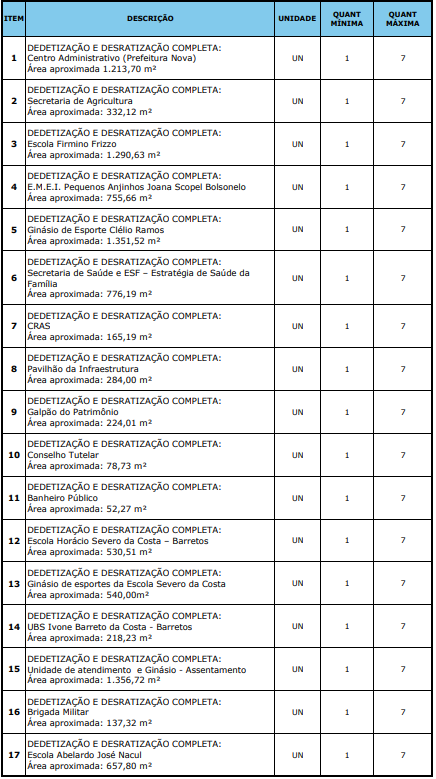 ITEM DESCRIÇÃO UNIDADE QUANT MÍNIMA QUANT MÁXIMA
DEDETIZAÇÃO E DESRATIZAÇÃO COMPLETA:
1 Centro Administrativo (Prefeitura Nova) UN 1 7
Área aproximada 1.213,70 m²
DEDETIZAÇÃO E DESRATIZAÇÃO COMPLETA:
2 Secretaria de Agricultura UN 1 7
Área aproximada: 332,12 m²
DEDETIZAÇÃO E DESRATIZAÇÃO COMPLETA:
3 Escola Firmino Frizzo UN 1 7
Área aproximada: 1.290,63 m²
DEDETIZAÇÃO E DESRATIZAÇÃO COMPLETA:
4 E.M.E.I. Pequenos Anjinhos Joana Scopel Bolsonelo UN 1 7
Área aproximada: 755,66 m²
DEDETIZAÇÃO E DESRATIZAÇÃO COMPLETA:
5 Ginásio de Esporte Clélio Ramos UN 1 7
Área aproximada: 1.351,52 m²
DEDETIZAÇÃO E DESRATIZAÇÃO COMPLETA:
6 Secretaria de Saúde e ESF – Estratégia de Saúde da UN 1 7
Família
Área aproximada: 776,19 m²
DEDETIZAÇÃO E DESRATIZAÇÃO COMPLETA:
7 CRAS UN 1 7
Área aproximada: 165,19 m²
DEDETIZAÇÃO E DESRATIZAÇÃO COMPLETA:
8 Pavilhão da Infraestrutura UN 1 7
Área aproximada: 284,00 m²
DEDETIZAÇÃO E DESRATIZAÇÃO COMPLETA:
9 Galpão do Patrimônio UN 1 7
Área aproximada: 224,01 m²
DEDETIZAÇÃO E DESRATIZAÇÃO COMPLETA:
10 Conselho Tutelar UN 1 7
Área aproximada: 78,73 m²
DEDETIZAÇÃO E DESRATIZAÇÃO COMPLETA:
11 Banheiro Público UN 1 7
Área aproximada: 52,27 m²
DEDETIZAÇÃO E DESRATIZAÇÃO COMPLETA:
12 Escola Horácio Severo da Costa – Barretos UN 1 7
Área aproximada: 530,51 m²
DEDETIZAÇÃO E DESRATIZAÇÃO COMPLETA:
13 Ginásio de esportes da Escola Severo da Costa UN 1 7
Área aproximada: 540,00m²
DEDETIZAÇÃO E DESRATIZAÇÃO COMPLETA:
14 UBS Ivone Barreto da Costa - Barretos UN 1 7
Área aproximada: 218,23 m²
DEDETIZAÇÃO E DESRATIZAÇÃO COMPLETA:
15 Unidade de atendimento e Ginásio - Assentamento UN 1 7
Área aproximada: 1.356,72 m²
DEDETIZAÇÃO E DESRATIZAÇÃO COMPLETA:
16 Brigada Militar UN 1 7
Área aproximada: 137,32 m²
DEDETIZAÇÃO E DESRATIZAÇÃO COMPLETA:
17 Escola Abelardo José Nacul UN 1 7
Área aproximada: 657,80 m²